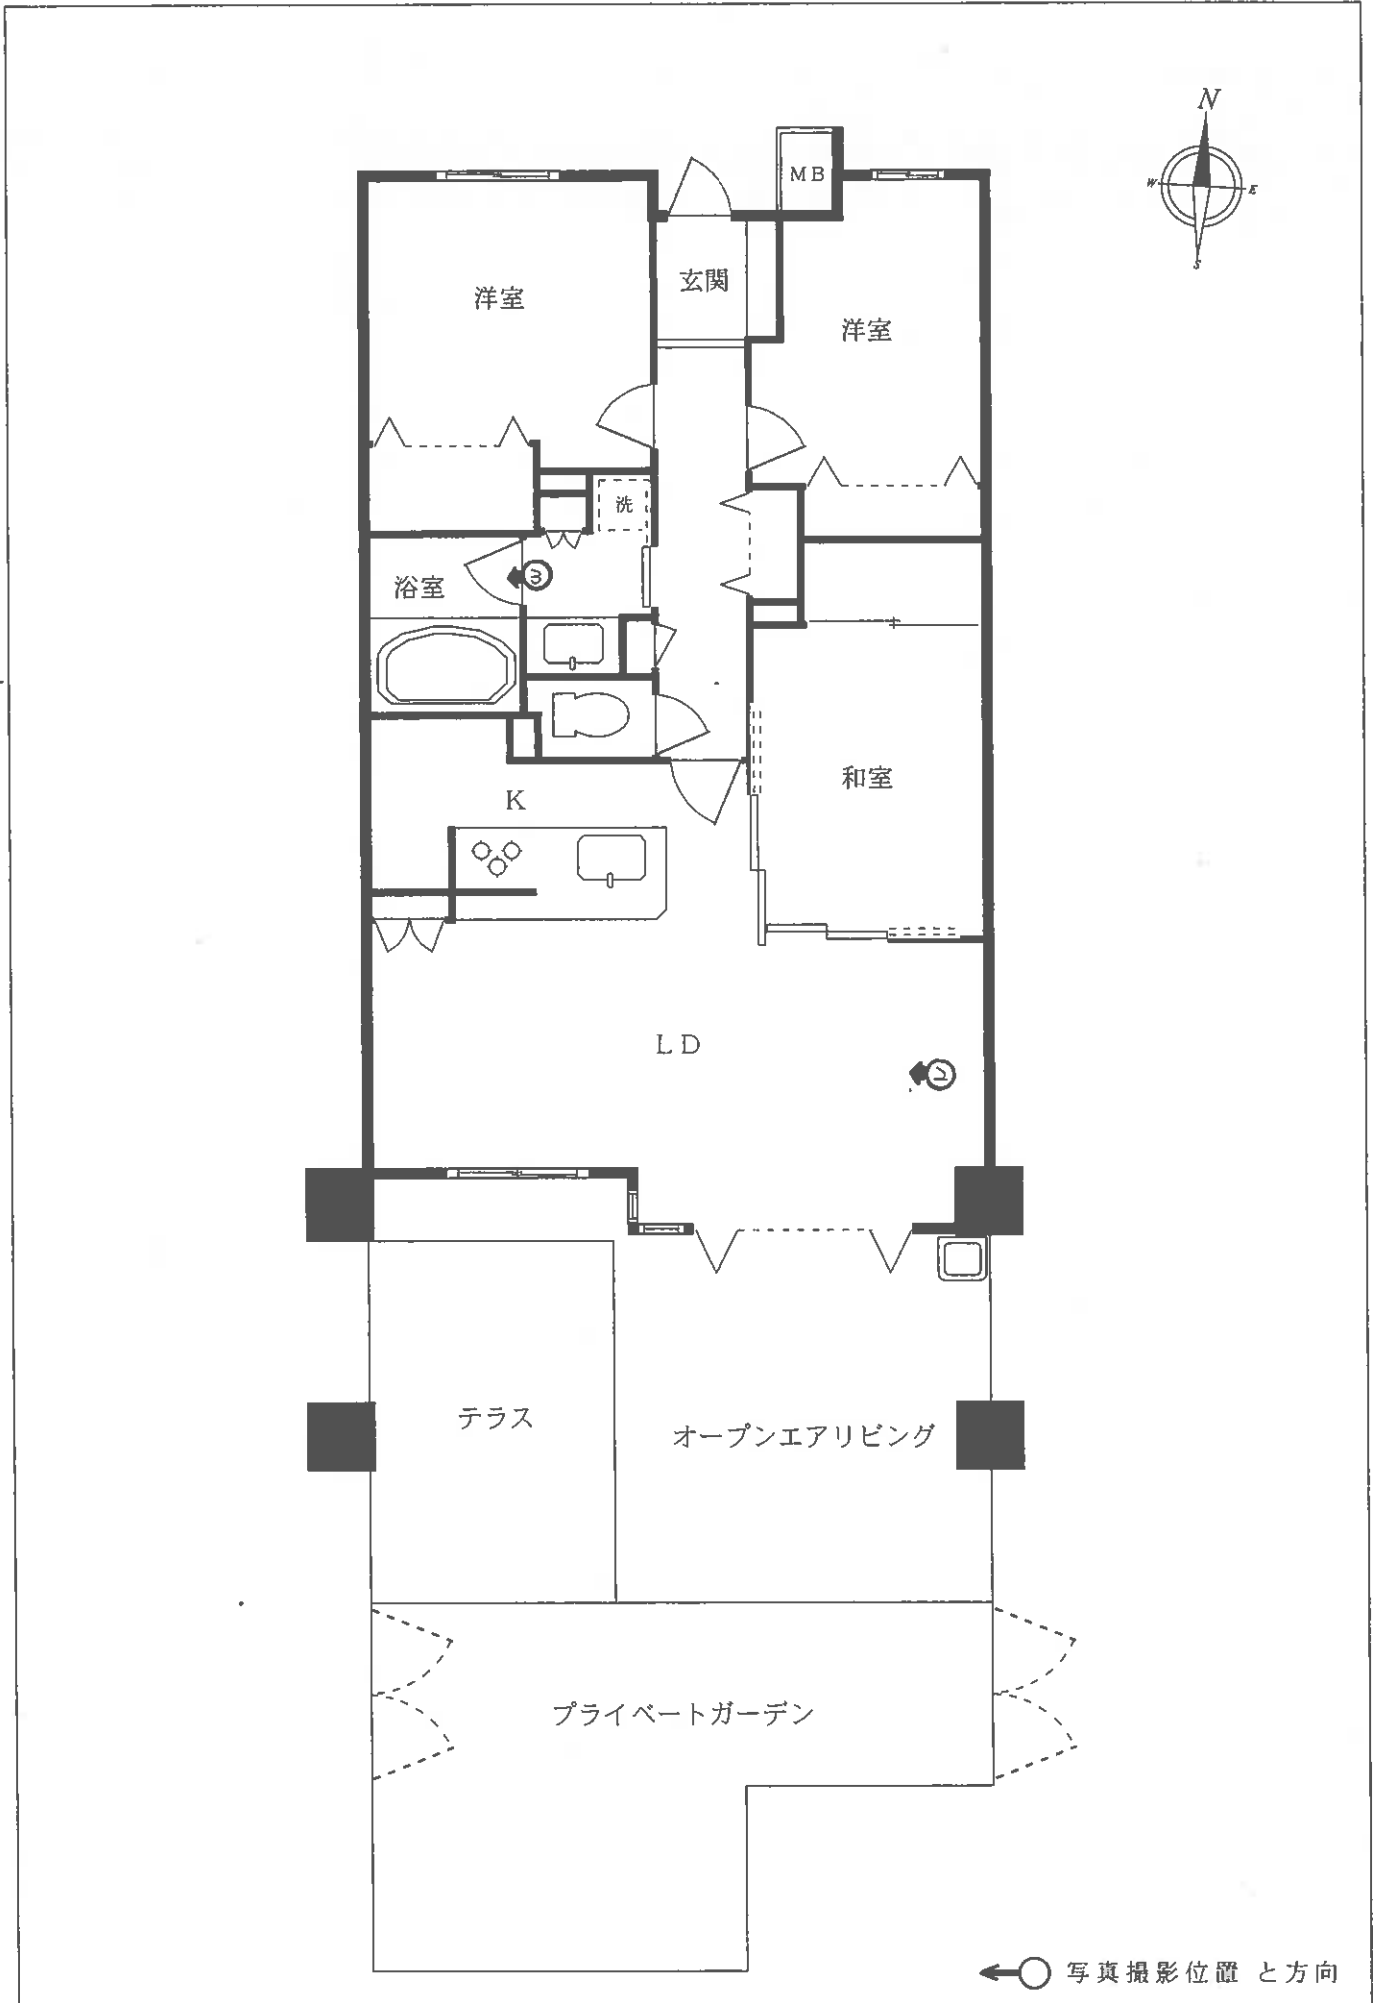 N
W
E
S
MB
玄関
洋室
洋室
洗
浴室
3
和室
K
LD
2
テラス
オープンエアリビング
プライベートガーデン
写真撮影位置 と方向